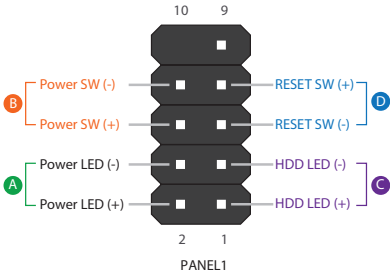 10 9
Power SW (-) RESET SW (+)
B D
Power SW (+) RESET SW (-)
Power LED (-) HDD LED (-)
A C
Power LED (+) HDD LED (+)
2 1
PANEL1